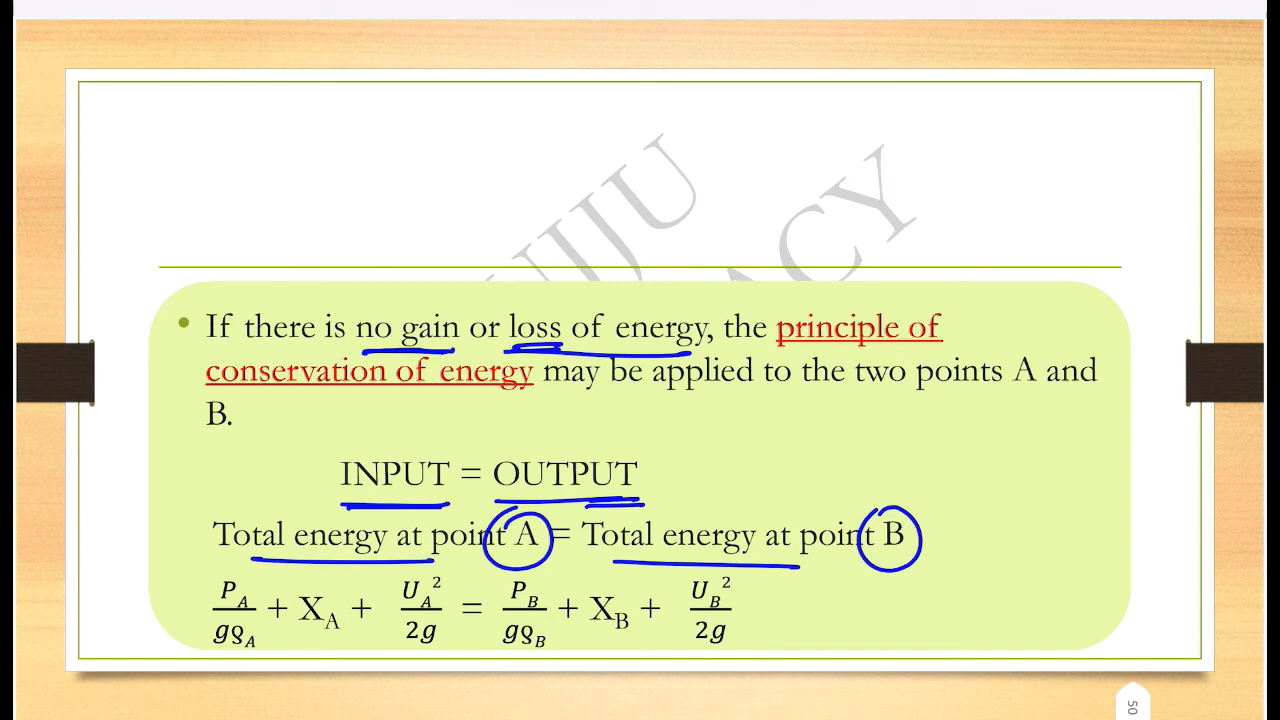 • If there is no gain or loss of energy, the principle of
conservation of energy may be applied to the two points A and
B.
INPUT = OUTPUT
Total energy at point A = Total energy at point B
P_A/gϱ_A + X_A + U_A²/2g = P_B/gϱ_B + X_B + U_B²/2g
50